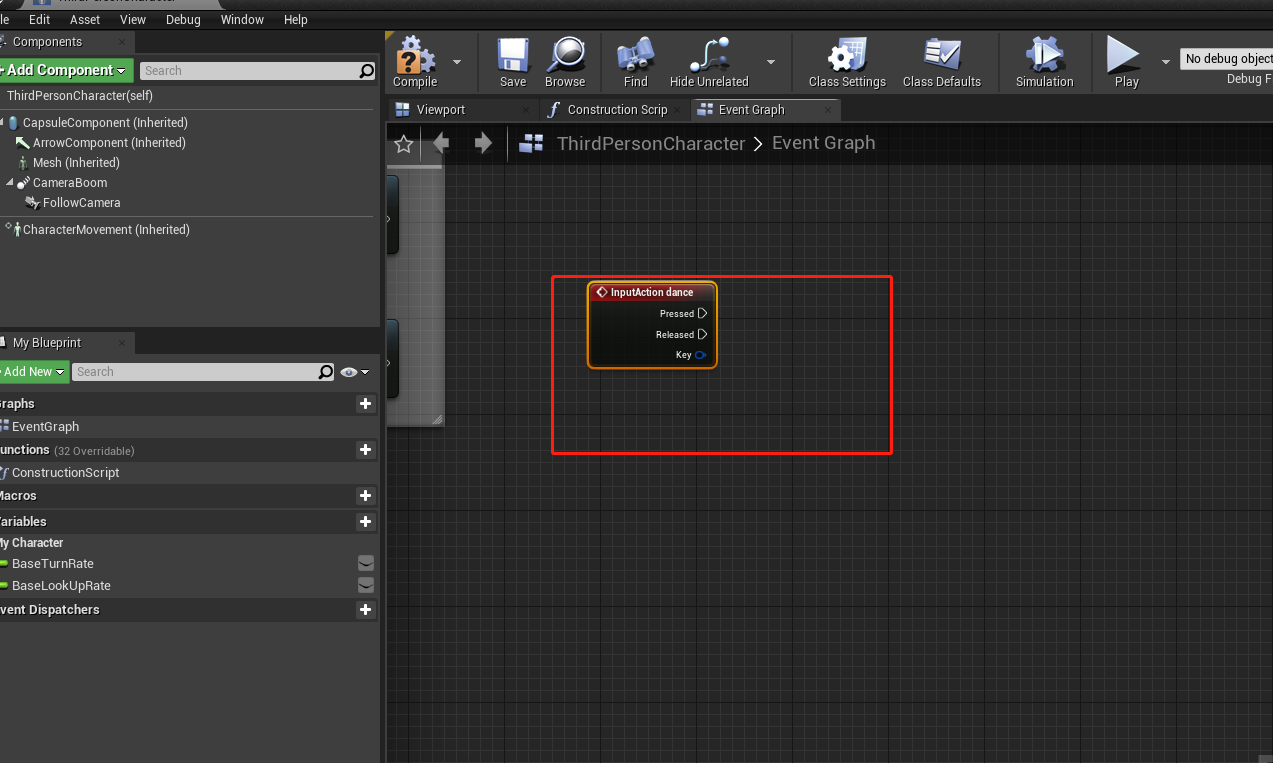 ThirdPersonCharacter
le Edit Asset View Debug Window Help
Components
+ Add Component
Search
ThirdPersonCharacter(self)
CapsuleComponent (Inherited)
ArrowComponent (Inherited)
Mesh (Inherited)
CameraBoom
FollowCamera
CharacterMovement (Inherited)
My Blueprint
Add New
Search
raphs
EventGraph
unctions (32 Overridable)
ConstructionScript
Macros
ariables
My Character
BaseTurnRate
BaseLookUpRate
vent Dispatchers
Compile
Save
Browse
Find
Hide Unrelated
Class Settings
Class Defaults
Simulation
Play
No debug object
Debug F
Viewport
Construction Scrip
Event Graph
ThirdPersonCharacter > Event Graph
InputAction dance
Pressed
Released
Key